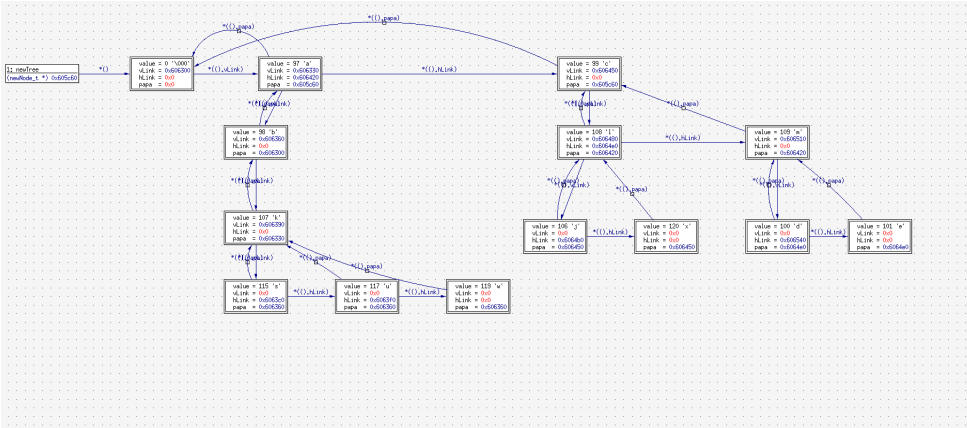 *((),papa)
*((),papa)
1: newTree
(newNode_t *) 0x605c60
*()
value = 0 '\000'
vLink = 0x606300
hLink = 0x0
papa = 0x0
*((),vLink)
value = 97 'a'
vLink = 0x606330
hLink = 0x606420
papa = 0x605c60
*((),hLink)
value = 99 'c'
vLink = 0x606450
hLink = 0x0
papa = 0x605c60
*((),papa)
value = 98 'b'
vLink = 0x606360
hLink = 0x0
papa = 0x606300
value = 108 'l'
vLink = 0x606480
hLink = 0x6064e0
papa = 0x606420
*((),hLink)
value = 109 'm'
vLink = 0x606510
hLink = 0x0
papa = 0x606420
*((),papa)
value = 107 'k'
vLink = 0x606390
hLink = 0x0
papa = 0x606330
value = 106 'j'
vLink = 0x0
hLink = 0x6064b0
papa = 0x606450
*((),hLink)
value = 120 'x'
vLink = 0x0
hLink = 0x0
papa = 0x606450
value = 100 'd'
vLink = 0x0
hLink = 0x606540
papa = 0x6064e0
*((),hLink)
value = 101 'e'
vLink = 0x0
hLink = 0x0
papa = 0x6064e0
*((),papa)
*((),papa)
*((),papa)
value = 115 's'
vLink = 0x0
hLink = 0x6063c0
papa = 0x606360
*((),hLink)
value = 117 'u'
vLink = 0x0
hLink = 0x6063f0
papa = 0x606360
*((),hLink)
value = 119 'w'
vLink = 0x0
hLink = 0x0
papa = 0x606360